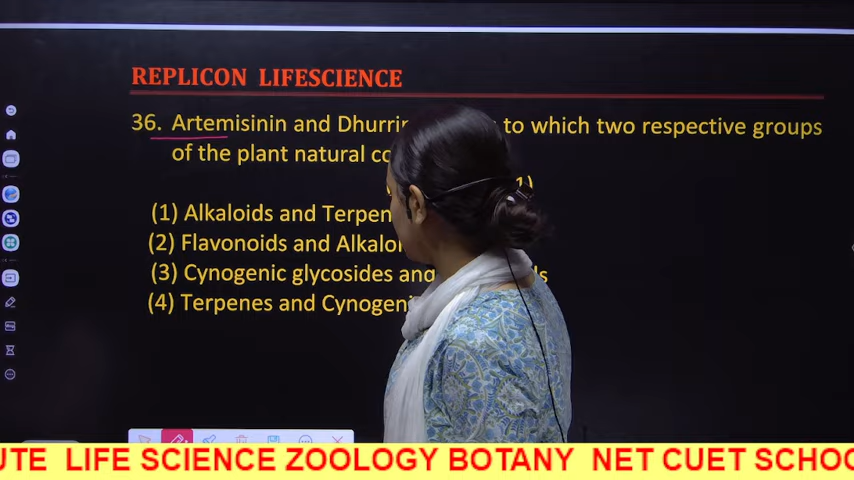 REPLICON LIFESCIENCE
36. Artemisinin and Dhurrin to which two respective groups
of the plant natural
1)
(1) Alkaloids and
(2) Flavonoids and
(3) Cynogenic glycosides and
(4) Terpenes and
UTE LIFE SCIENCE ZOOLOGY BOTANY NET CUET SCHOO